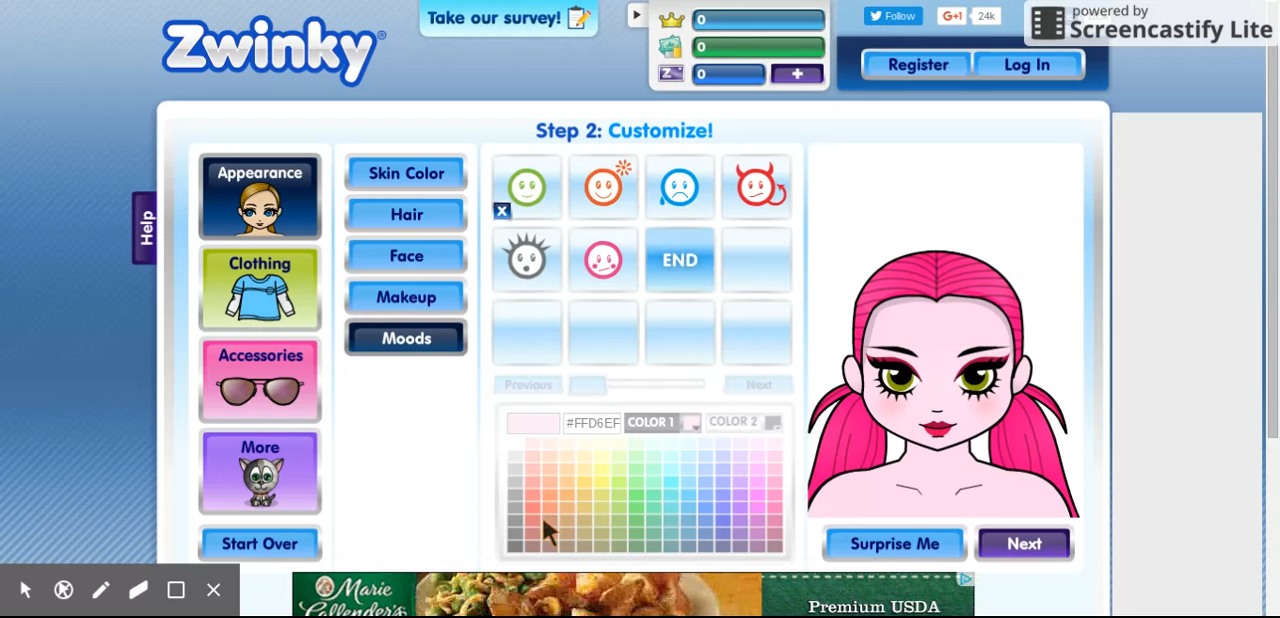 Zwinky®
Take our survey!
0
0
0
+
Follow
G+1 24k
powered by
Screencastify Lite
Register
Log In
Help
Step 2: Customize!
Appearance
Clothing
Accessories
More
Start Over
Skin Color
Hair
Face
Makeup
Moods
x
END
Previous
Next
#FFD6EF
COLOR 1
COLOR 2
Surprise Me
Next
Marie
Callender's
Premium USDA